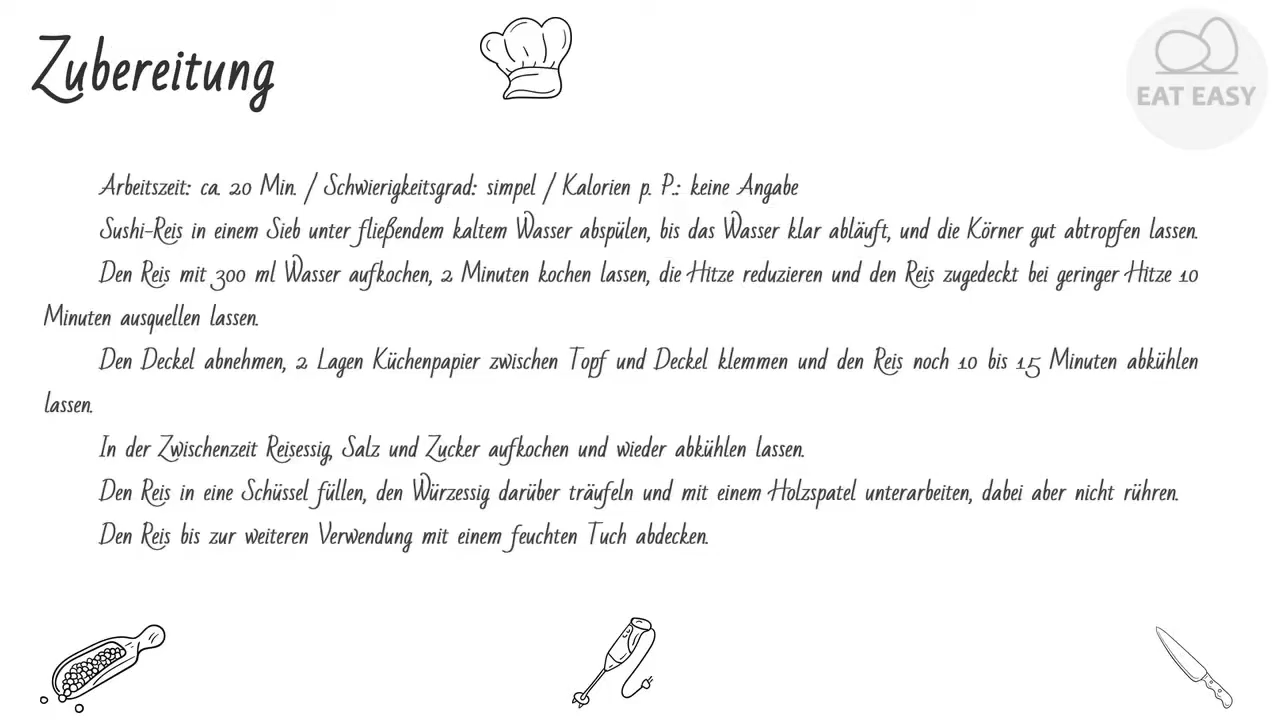 Zubereitung
EAT EASY
Arbeitszeit: ca. 20 Min. / Schwierigkeitsgrad: simpel / Kalorien p. P.: keine Angabe
Sushi-Reis in einem Sieb unter fließendem kaltem Wasser abspülen, bis das Wasser klar abläuft, und die Körner gut abtropfen lassen.
Den Reis mit 300 ml Wasser aufkochen, 2 Minuten kochen lassen, die Hitze reduzieren und den Reis zugedeckt bei geringer Hitze 10
Minuten ausquellen lassen.
Den Deckel abnehmen, 2 Lagen Küchenpapier zwischen Topf und Deckel klemmen und den Reis noch 10 bis 15 Minuten abkühlen
lassen.
In der Zwischenzeit Reisessig, Salz und Zucker aufkochen und wieder abkühlen lassen.
Den Reis in eine Schüssel füllen, den Würzessig darüber träufeln und mit einem Holzspatel unterarbeiten, dabei aber nicht rühren.
Den Reis bis zur weiteren Verwendung mit einem feuchten Tuch abdecken.